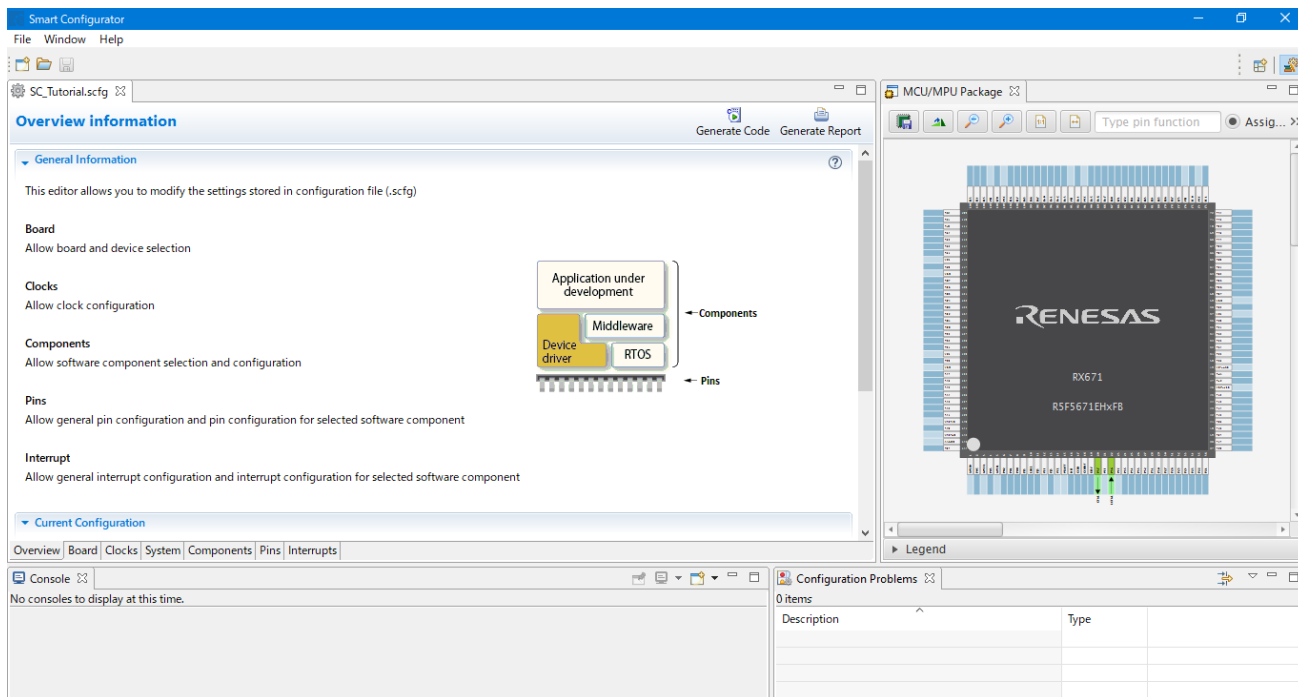 Smart Configurator
File Window Help
SC_Tutorial.scfg
Overview information
Generate Code Generate Report
General Information
This editor allows you to modify the settings stored in configuration file (.scfg)
Board
Allow board and device selection
Clocks
Allow clock configuration
Components
Allow software component selection and configuration
Pins
Allow general pin configuration and pin configuration for selected software component
Interrupt
Allow general interrupt configuration and interrupt configuration for selected software component
Application under
development
Middleware
Device
driver
RTOS
Components
Pins
Current Configuration
Overview Board Clocks System Components Pins Interrupts
MCU/MPU Package
Type pin function
Assig...
RENESAS
RX671
R5F5671EHxFB
Legend
Console
No consoles to display at this time.
Configuration Problems
0 items
Description Type